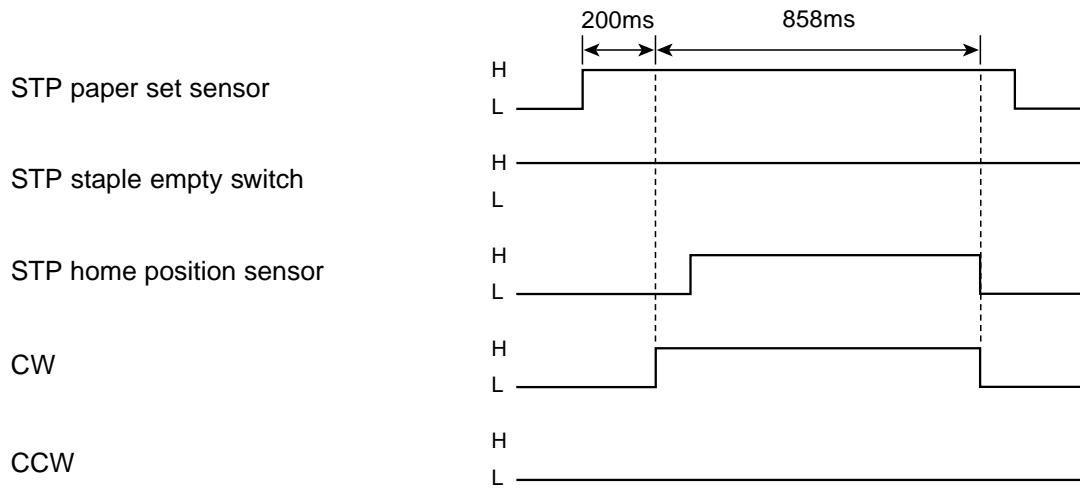 200ms 858ms
STP paper set sensor H
L
STP staple empty switch H
L
STP home position sensor H
L
CW H
L
CCW H
L